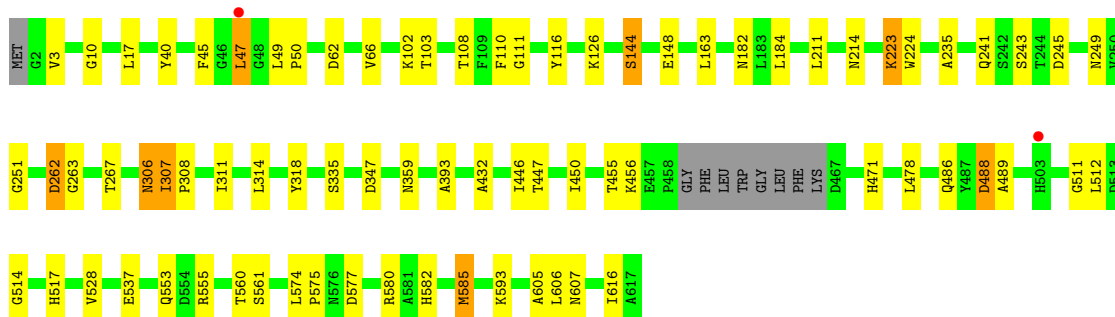 MET G2 V3 G10 L17 Y40 F45 G46 L47 G48 L49 P50 D62 V66 K102 T103 T108 F109 F110 G111 Y116 K126 S144 E148 L163 N182 L183 L184 L211 N214 K223 W224 A235 Q241 S242 S243 T244 D245 N249 V250
G251 D262 G263 T267 N306 I307 P308 I311 L314 Y318 S335 D347 N359 A393 A432 I446 T447 I450 T455 K456 E457 P458 GLY PHE LEU TRP GLY LEU PHE LYS D467 H471 L478 Q486 Y487 D488 A489 H503 G511 L512 D513
G514 H517 V528 E537 Q553 D554 R555 T560 S561 L574 P575 N576 D577 R580 A581 H582 M585 K593 A605 L606 N607 I616 A617